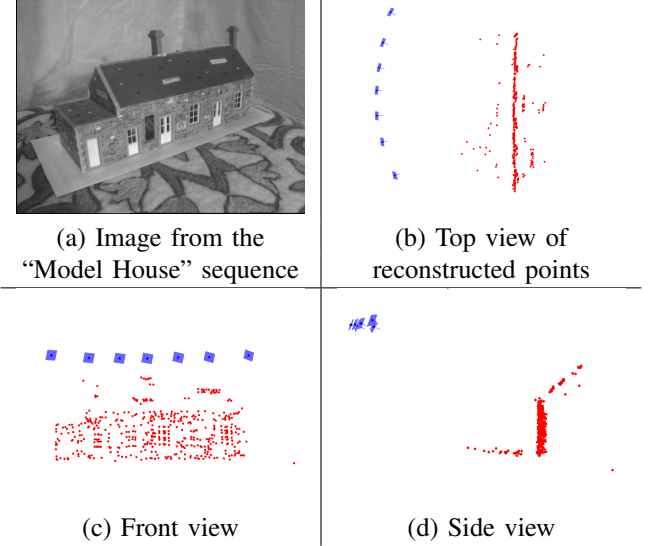 (a) Image from the
“Model House” sequence
(b) Top view of
reconstructed points
(c) Front view
(d) Side view